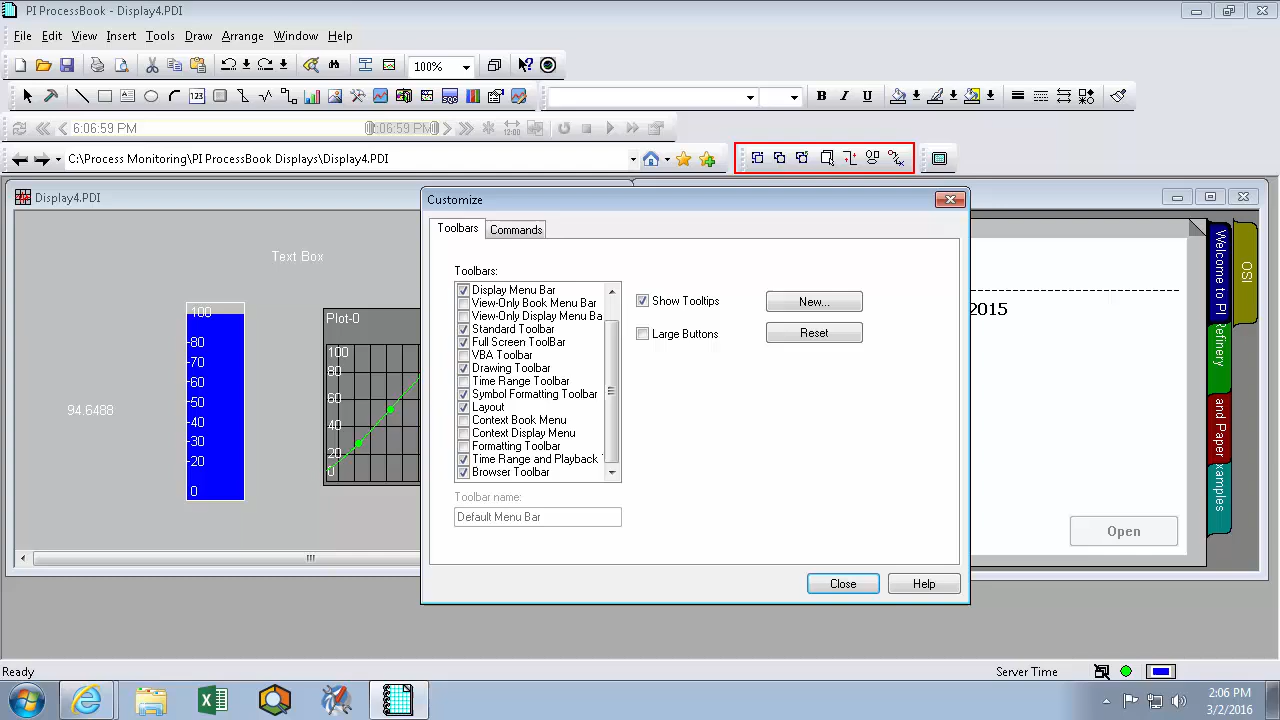 PI ProcessBook - Display4.PDI
File Edit View Insert Tools Draw Arrange Window Help
100%
123
6:06:59 PM
6:06:59 PM
12:00
C:\Process Monitoring\PI ProcessBook Displays\Display4.PDI
Display4.PDI
Customize
Toolbars Commands
Text Box
Toolbars:
Display Menu Bar
View-Only Book Menu Bar
View-Only Display Menu Ba
Standard Toolbar
Full Screen ToolBar
VBA Toolbar
Drawing Toolbar
Time Range Toolbar
Symbol Formatting Toolbar
Layout
Context Book Menu
Context Display Menu
Formatting Toolbar
Time Range and Playback
Browser Toolbar
Show Tooltips
Large Buttons
New...
Reset
Toolbar name:
Default Menu Bar
Close Help
94.6488
100
80
70
60
50
40
30
20
0
Plot-0
100
80
60
40
20
0
2015
Open
Welcome to PI
OSI
Refinery
and Paper
xamples
Ready
Server Time
2:06 PM
3/2/2016